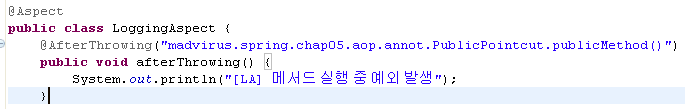 @Aspect
public class LoggingAspect {
@AfterThrowing("madvirus.spring.chap05.aop.annot.PublicPointcut.publicMethod()")
public void afterThrowing() {
System.out.println("[LA] 메서드 실행 중 예외 발생");
}